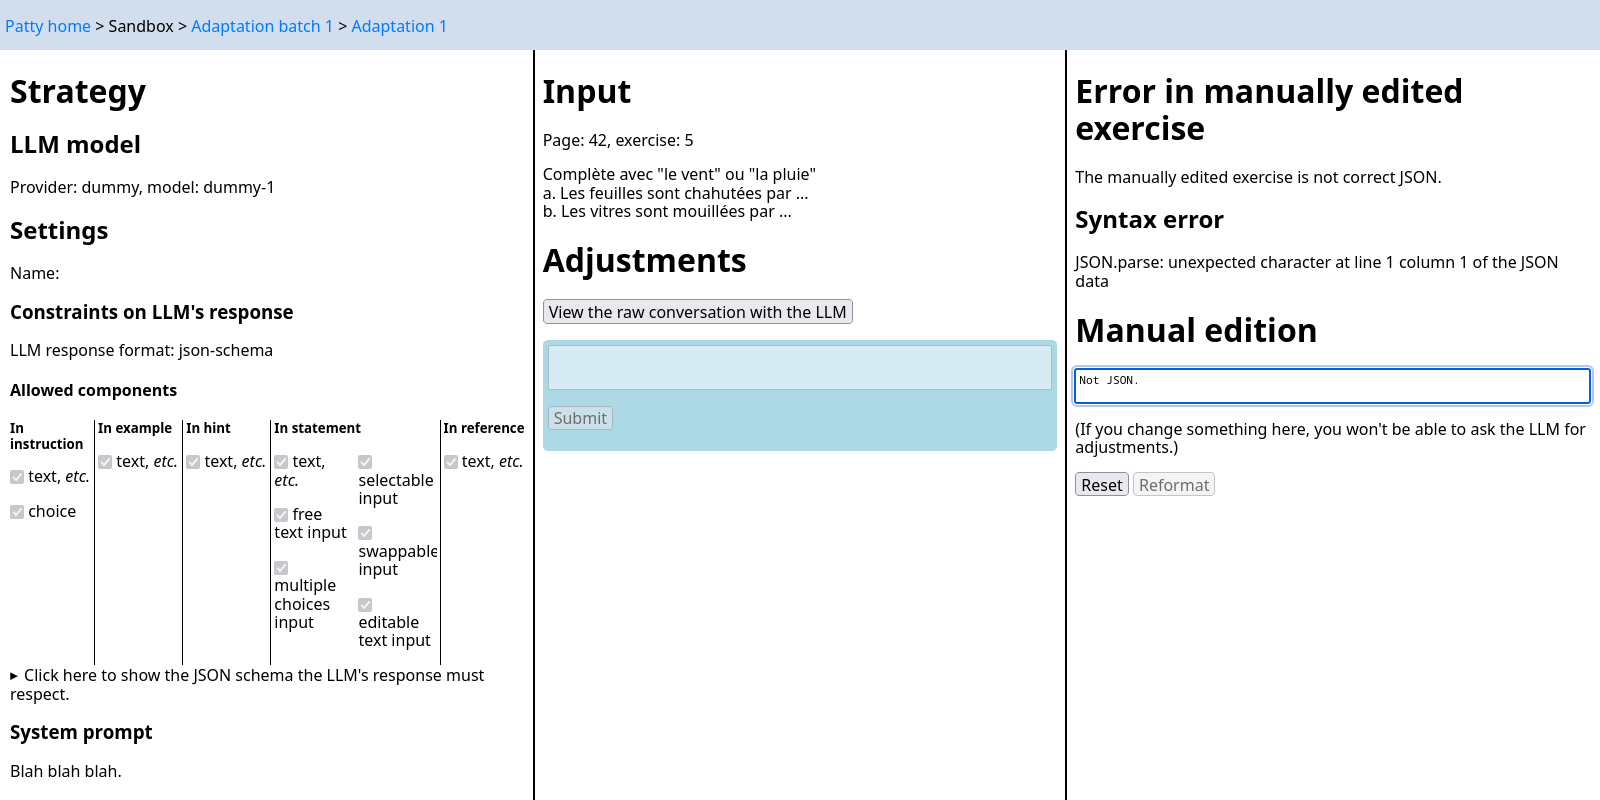 Patty home > Sandbox > Adaptation batch 1 > Adaptation 1
Strategy
LLM model
Provider: dummy, model: dummy-1
Settings
Name:
Constraints on LLM's response
LLM response format: json-schema
Allowed components
In
instruction
text, etc.
choice
In example
text, etc.
In hint
text, etc.
In statement
text,
etc.
free
text input
multiple
choices
input
selectable
input
swappable
input
editable
text input
In reference
text, etc.
▸ Click here to show the JSON schema the LLM's response must
respect.
System prompt
Blah blah blah.
Input
Page: 42, exercise: 5
Complète avec "le vent" ou "la pluie"
a. Les feuilles sont chahutées par ...
b. Les vitres sont mouillées par ...
Adjustments
View the raw conversation with the LLM
Submit
Error in manually edited
exercise
The manually edited exercise is not correct JSON.
Syntax error
JSON.parse: unexpected character at line 1 column 1 of the JSON
data
Manual edition
Not JSON.
(If you change something here, you won't be able to ask the LLM for
adjustments.)
Reset Reformat